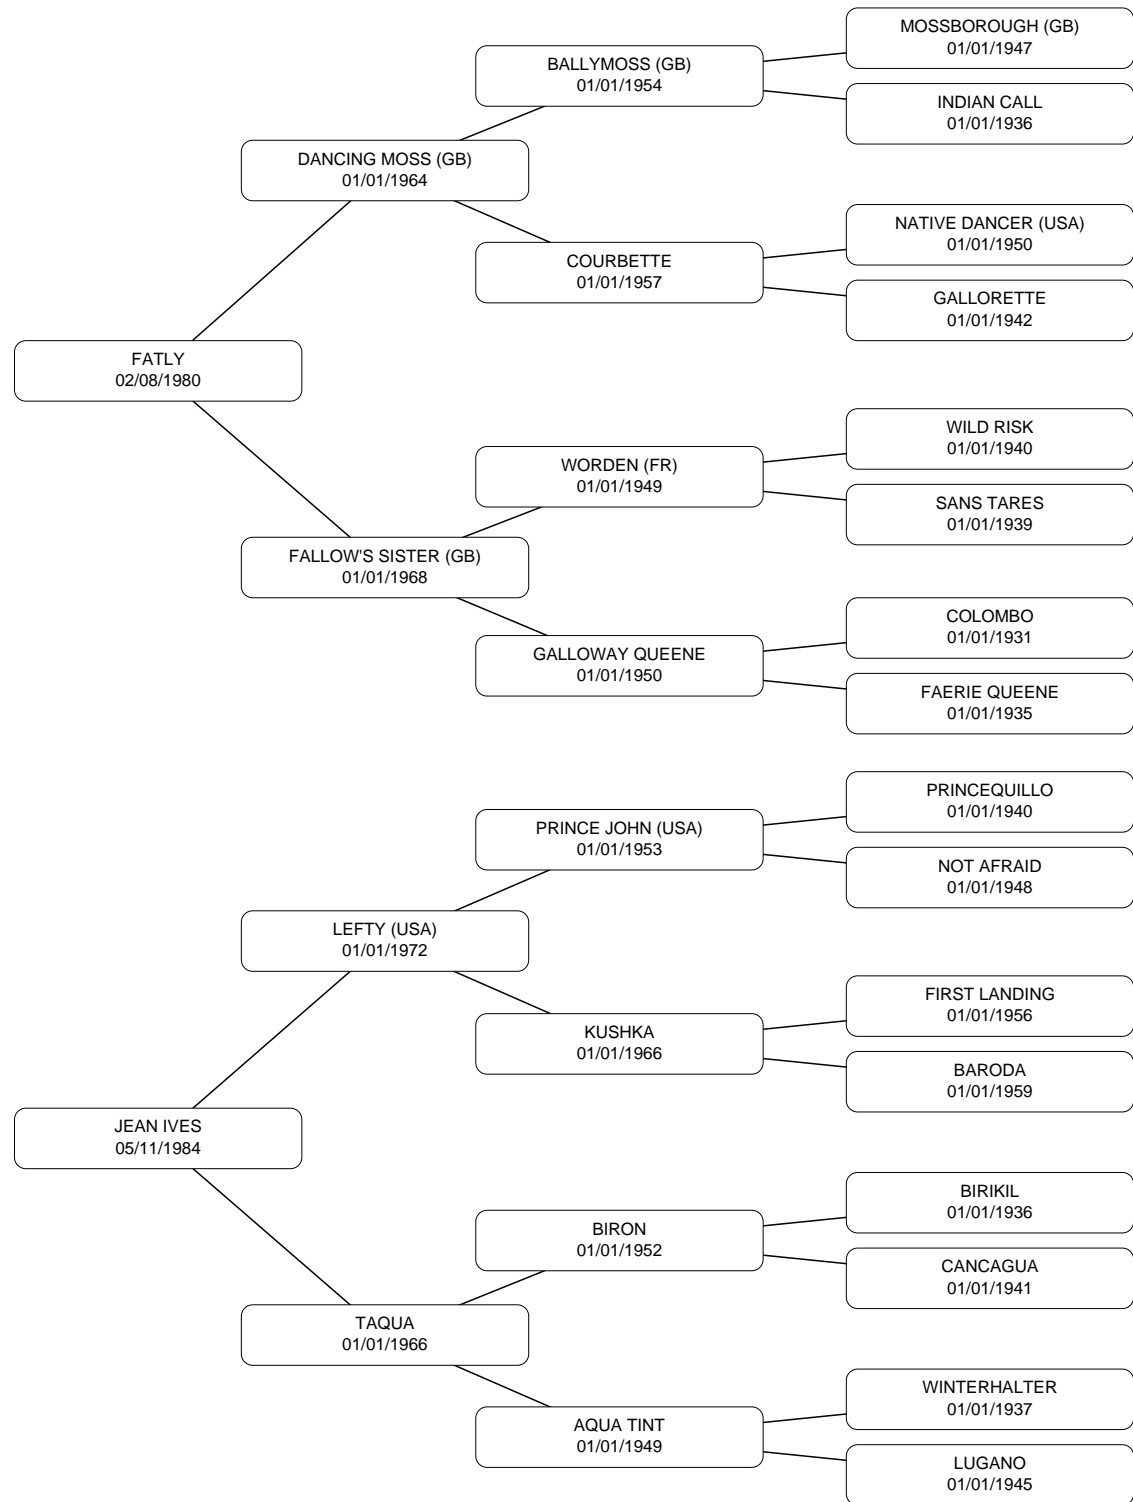 MOSSBOROUGH (GB)
01/01/1947
BALLYMOSS (GB)
01/01/1954
INDIAN CALL
01/01/1936
DANCING MOSS (GB)
01/01/1964
NATIVE DANCER (USA)
01/01/1950
COURBETTE
01/01/1957
GALLORETTE
01/01/1942
FATLY
02/08/1980
WILD RISK
01/01/1940
WORDEN (FR)
01/01/1949
SANS TARES
01/01/1939
FALLOW'S SISTER (GB)
01/01/1968
COLOMBO
01/01/1931
GALLOWAY QUEENE
01/01/1950
FAERIE QUEENE
01/01/1935
PRINCEQUILLO
01/01/1940
PRINCE JOHN (USA)
01/01/1953
NOT AFRAID
01/01/1948
LEFTY (USA)
01/01/1972
FIRST LANDING
01/01/1956
KUSHKA
01/01/1966
BARODA
01/01/1959
JEAN IVES
05/11/1984
BIRIKIL
01/01/1936
BIRON
01/01/1952
CANCAGUA
01/01/1941
TAQUA
01/01/1966
WINTERHALTER
01/01/1937
AQUA TINT
01/01/1949
LUGANO
01/01/1945